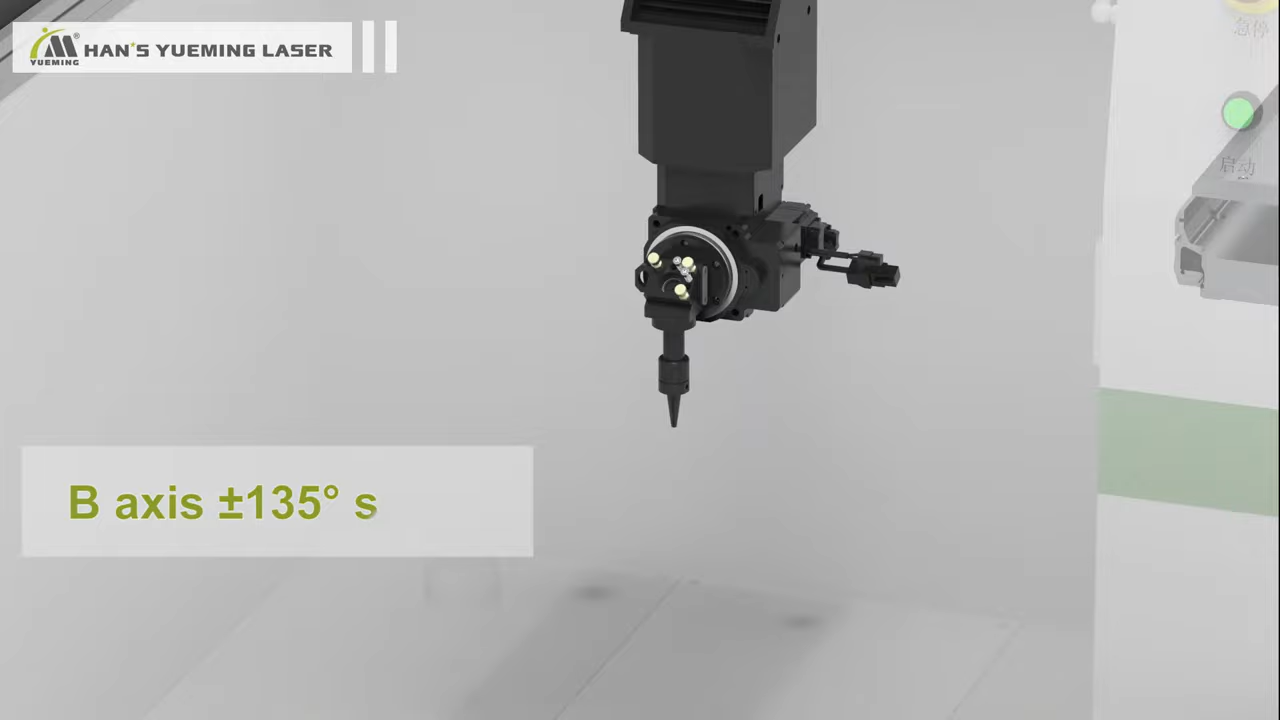 HAN'S YUEMING LASER
YUEMING
急停
启动
B axis ±135° s